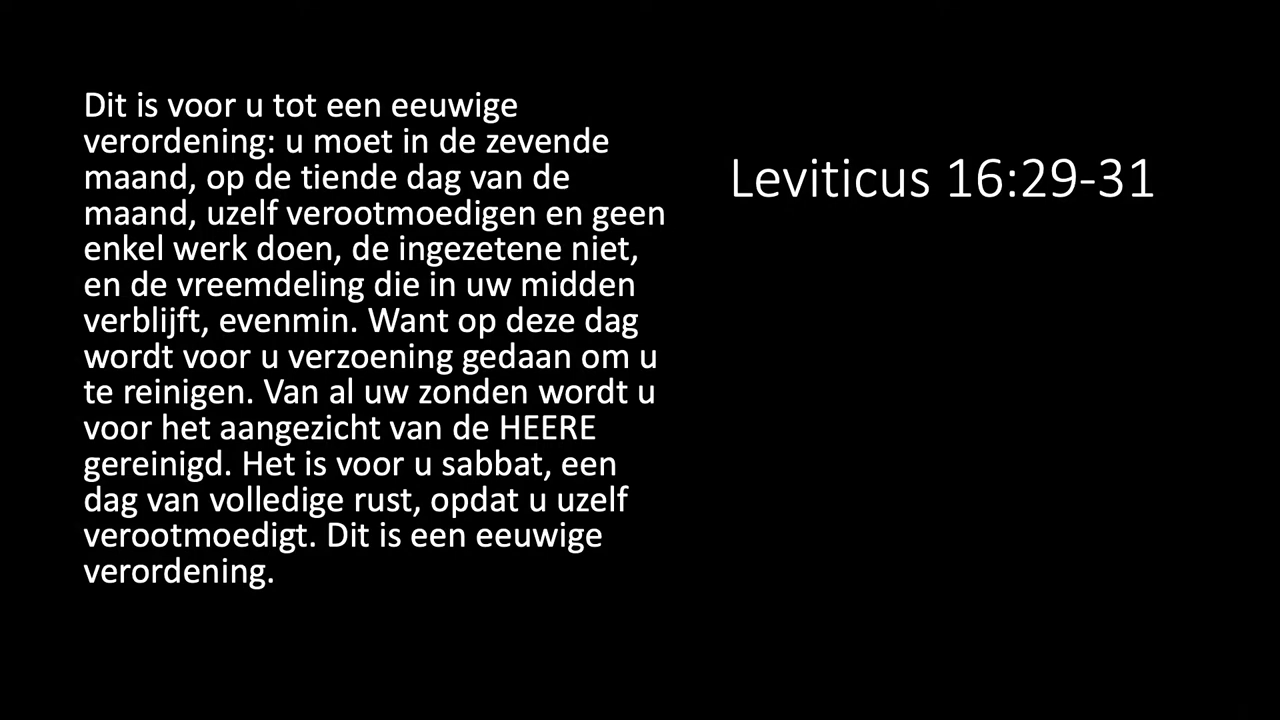 Dit is voor u tot een eeuwige
verordening: u moet in de zevende
maand, op de tiende dag van de
maand, uzelf verootmoedigen en geen
enkel werk doen, de ingezetene niet,
en de vreemdeling die in uw midden
verblijft, evenmin. Want op deze dag
wordt voor u verzoening gedaan om u
te reinigen. Van al uw zonden wordt u
voor het aangezicht van de HEERE
gereinigd. Het is voor u sabbat, een
dag van volledige rust, opdat u uzelf
verootmoedigt. Dit is een eeuwige
verordening.
Leviticus 16:29-31